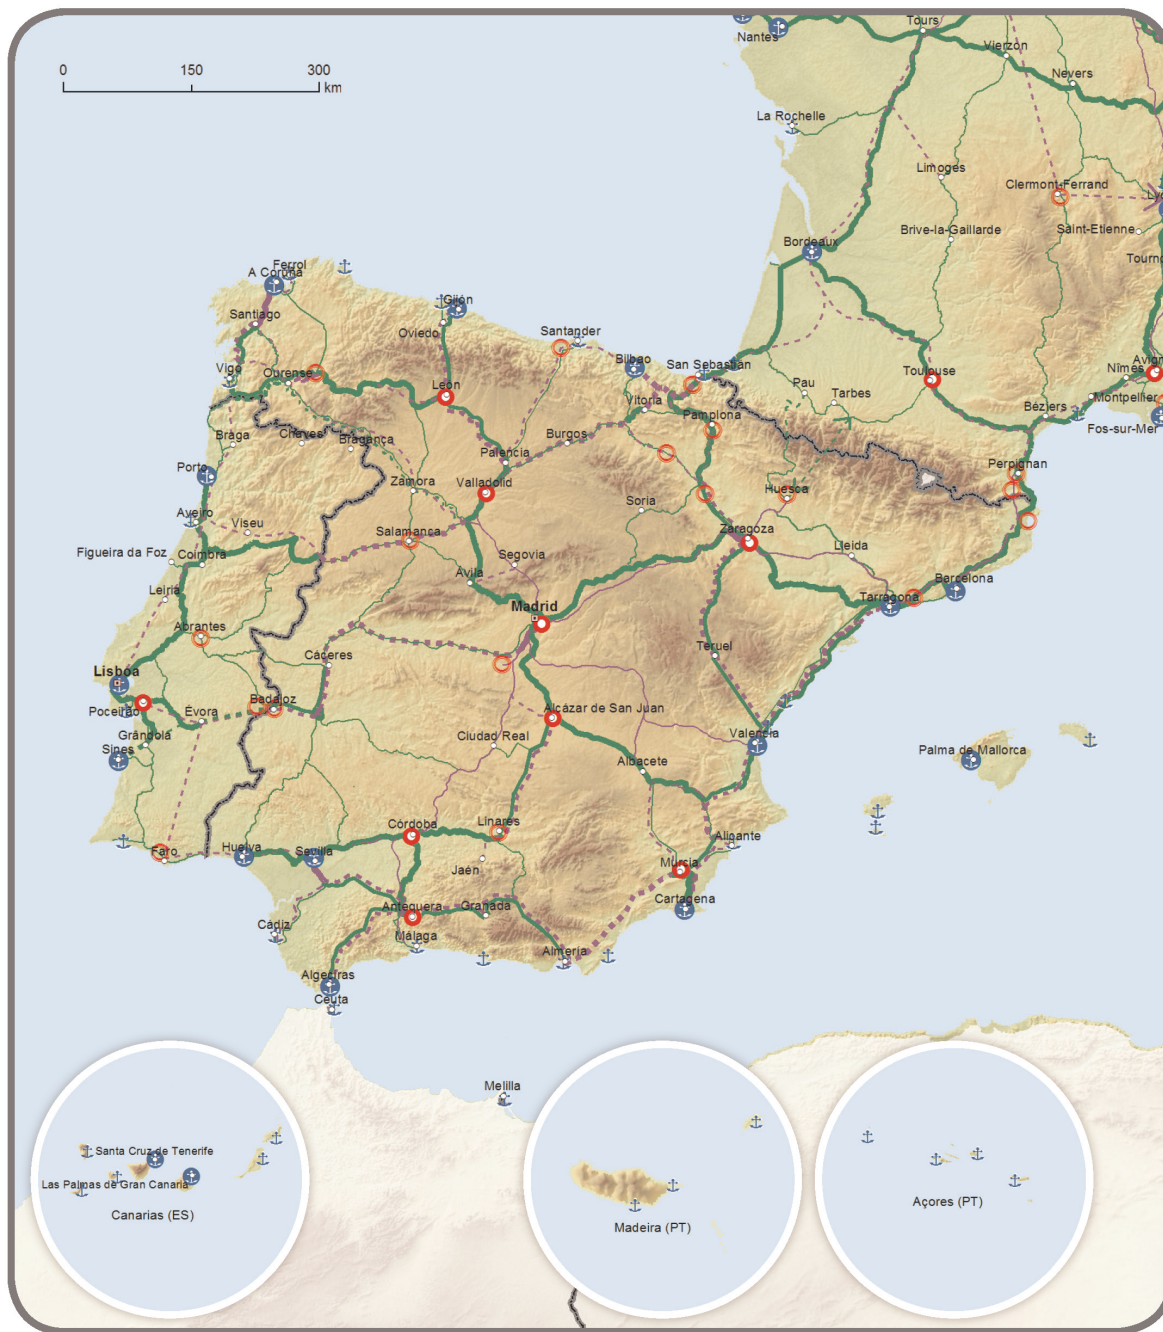 Tours
Nantes
Vierzon
0 150 300
km
Nevers
La Rochelle
Limoges
Clermont-Ferrand
Brive-la-Gaillarde
Saint-Etienne
Bordeaux
Ferrol
A Coruña
Gijón
Santiago
Oviedo
Santander
Bilbao
San Sebastian
Vigo
Ourense
León
Toulouse
Nîmes
Pau
Tarbes
Vitoria
Montpellier
Béziers
Pamplona
Fos-sur-Mer
Braga
Chaves
Bragança
Burgos
Palencia
Porto
Perpignan
Zamora
Valladolid
Huesca
Soria
Aveiro
Viseu
Salamanca
Zaragoza
Figueira da Foz
Coimbra
Segovia
Lleida
Ávila
Barcelona
Leiria
Madrid
Tarragona
Abrantes
Teruel
Cáceres
Lisboa
Badajoz
Poceirão
Évora
Alcázar de San Juan
Grândola
Sines
Ciudad Real
Valencia
Palma de Mallorca
Albacete
Córdoba
Linares
Alicante
Faro
Huelva
Sevilla
Jaén
Murcia
Cartagena
Antequera
Granada
Cádiz
Málaga
Almería
Algeciras
Ceuta
Melilla
Santa Cruz de Tenerife
Las Palmas de Gran Canaria
Canarias (ES)
Madeira (PT)
Açores (PT)